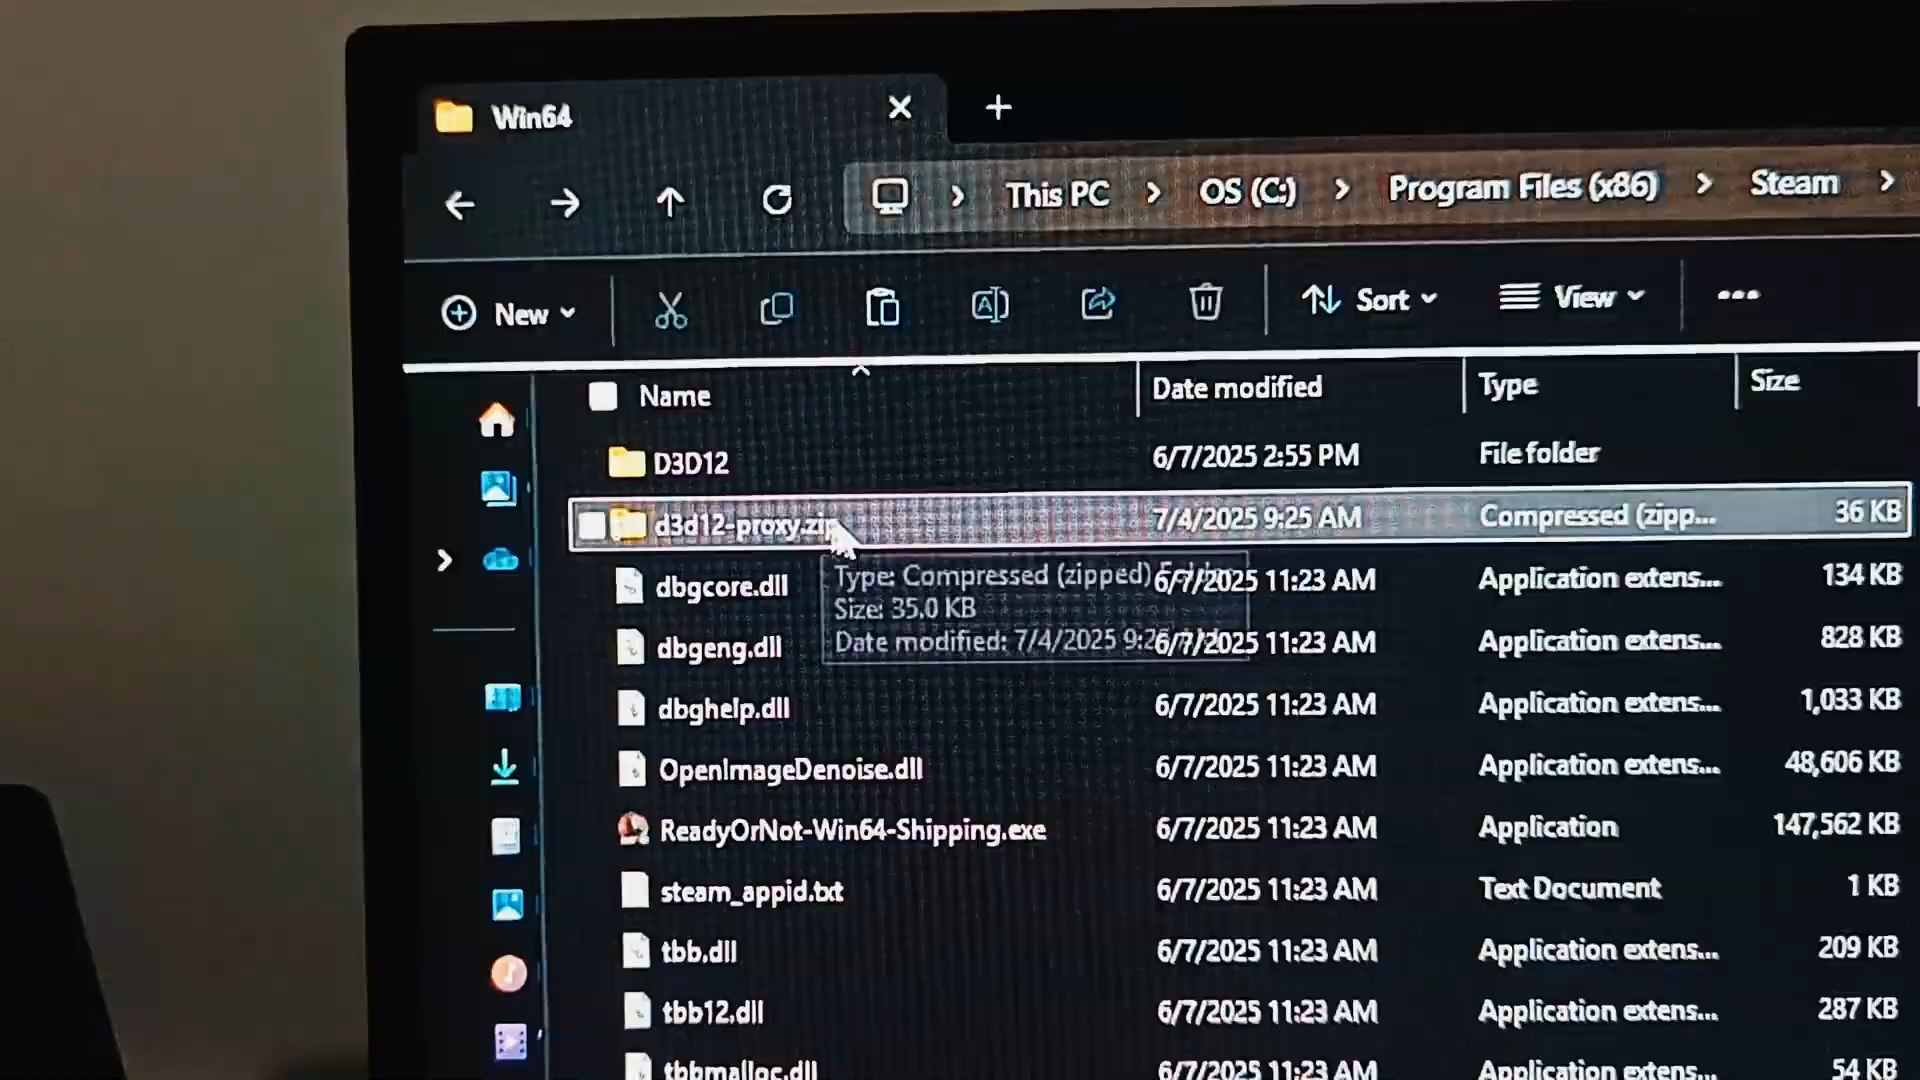 Win64
This PC > OS (C:) > Program Files (x86) > Steam >
New Sort View
Name Date modified Type Size
D3D12 6/7/2025 2:55 PM File folder
d3d12-proxy.zip 7/4/2025 9:25 AM Compressed (zipp... 36 KB
dbgcore.dll 6/7/2025 11:23 AM Application extens... 134 KB
Type: Compressed (zipped)
Size: 35.0 KB
Date modified: 7/4/2025
dbgeng.dll 6/7/2025 11:23 AM Application extens... 828 KB
dbghelp.dll 6/7/2025 11:23 AM Application extens... 1,033 KB
OpenImageDenoise.dll 6/7/2025 11:23 AM Application extens... 48,606 KB
ReadyOrNot-Win64-Shipping.exe 6/7/2025 11:23 AM Application 147,562 KB
steam_appid.txt 6/7/2025 11:23 AM Text Document 1 KB
tbb.dll 6/7/2025 11:23 AM Application extens... 209 KB
tbb12.dll 6/7/2025 11:23 AM Application extens... 287 KB
tbbmalloc.dll 6/7/2025 11:23 AM Application extens... 54 KB